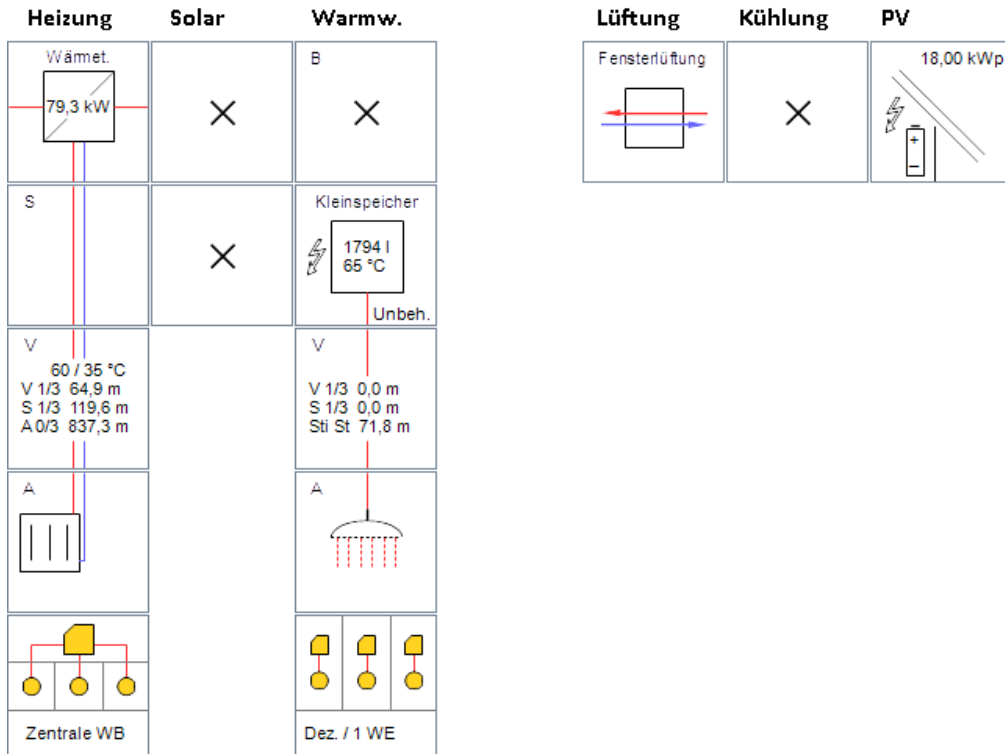 Heizung Solar Warmw. Lüftung Kühlung PV
Wärmet.
79,3 kW
B
Fensterlüftung
18,00 kWp
+
–
S
Kleinspeicher
1794 l
65 °C
Unbeh.
V
60 / 35 °C
V 1/3 64,9 m
S 1/3 119,6 m
A 0/3 837,3 m
V
V 1/3 0,0 m
S 1/3 0,0 m
Sti St 71,8 m
A
A
Zentrale WB
Dez. / 1 WE